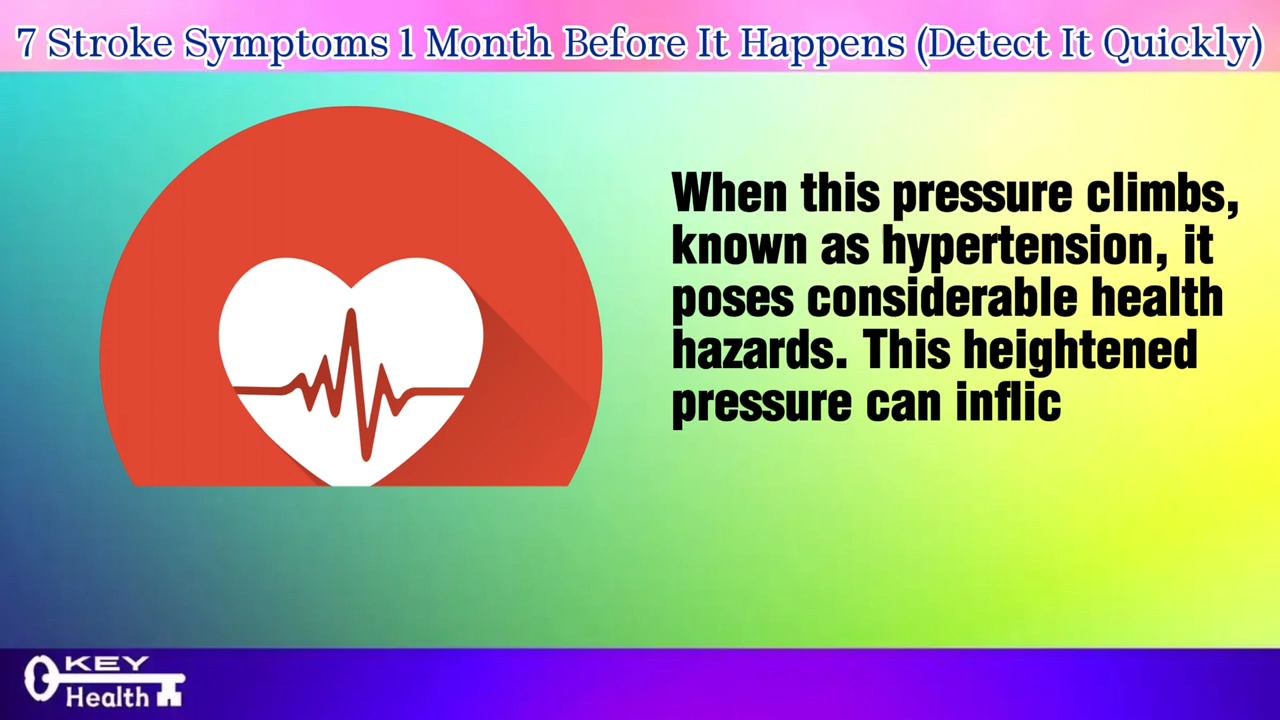 7 Stroke Symptoms 1 Month Before It Happens (Detect It Quickly)
When this pressure climbs,
known as hypertension, it
poses considerable health
hazards. This heightened
pressure can inflic
KEY
Health